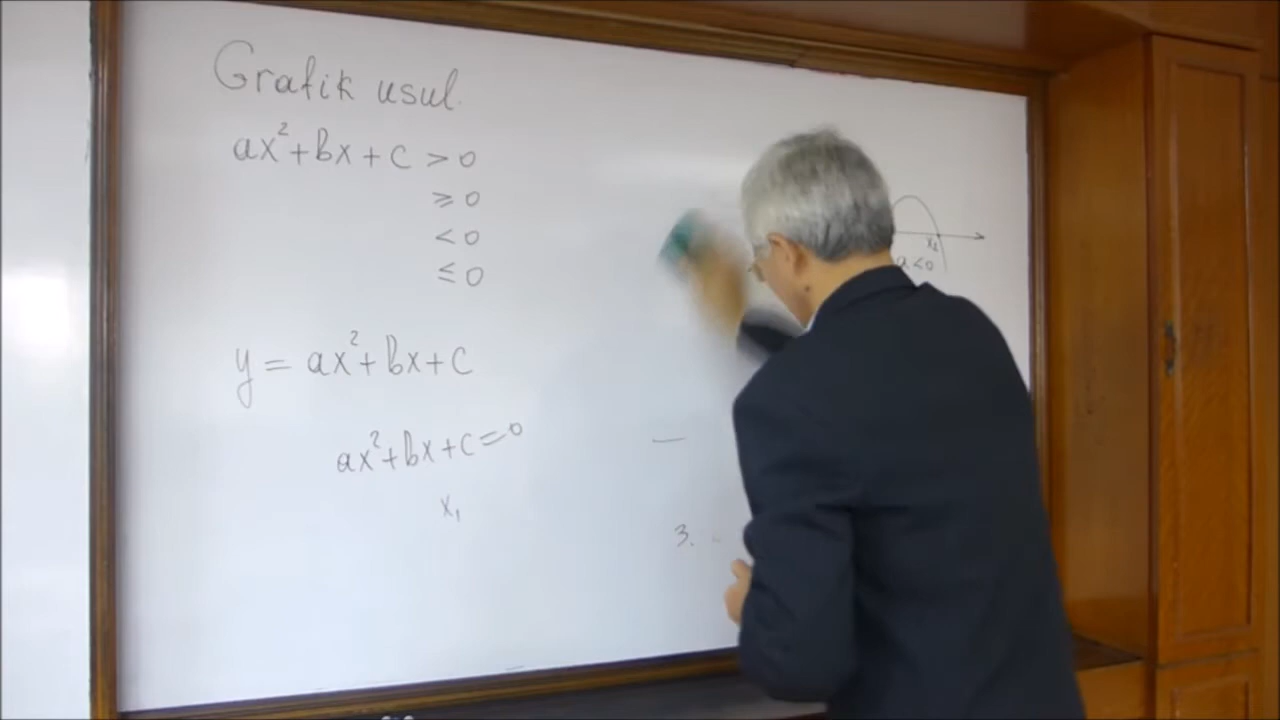 Grafik usul.
ax²+bx+c > 0
≥ 0
< 0
≤ 0
y = ax²+bx+c
ax²+bx+c=0
x₁
3.
x₂
a<0